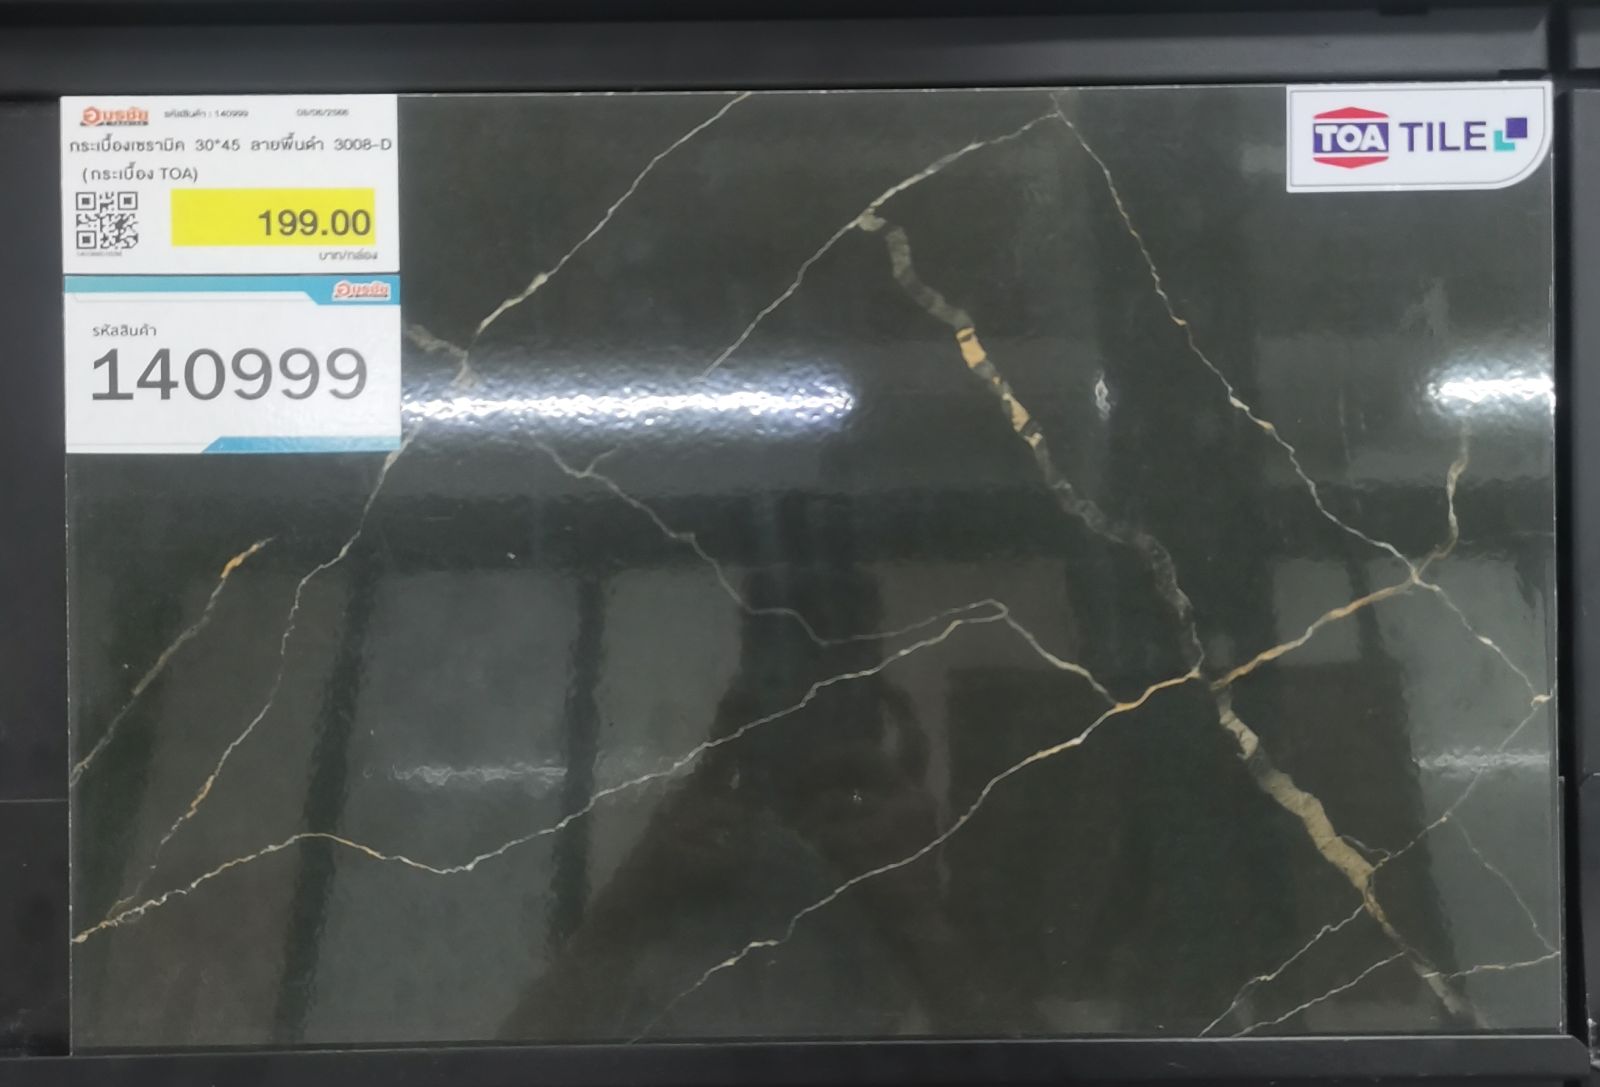 อมรชัย รหัสสินค้า : 140999 08/06/2566
กระเบื้องเซรามิค 30*45 ลายพื้นดำ 3008-D
(กระเบื้อง TOA)
199.00
บาท/กล่อง
อมรชัย
รหัสสินค้า
140999
TOA TILE